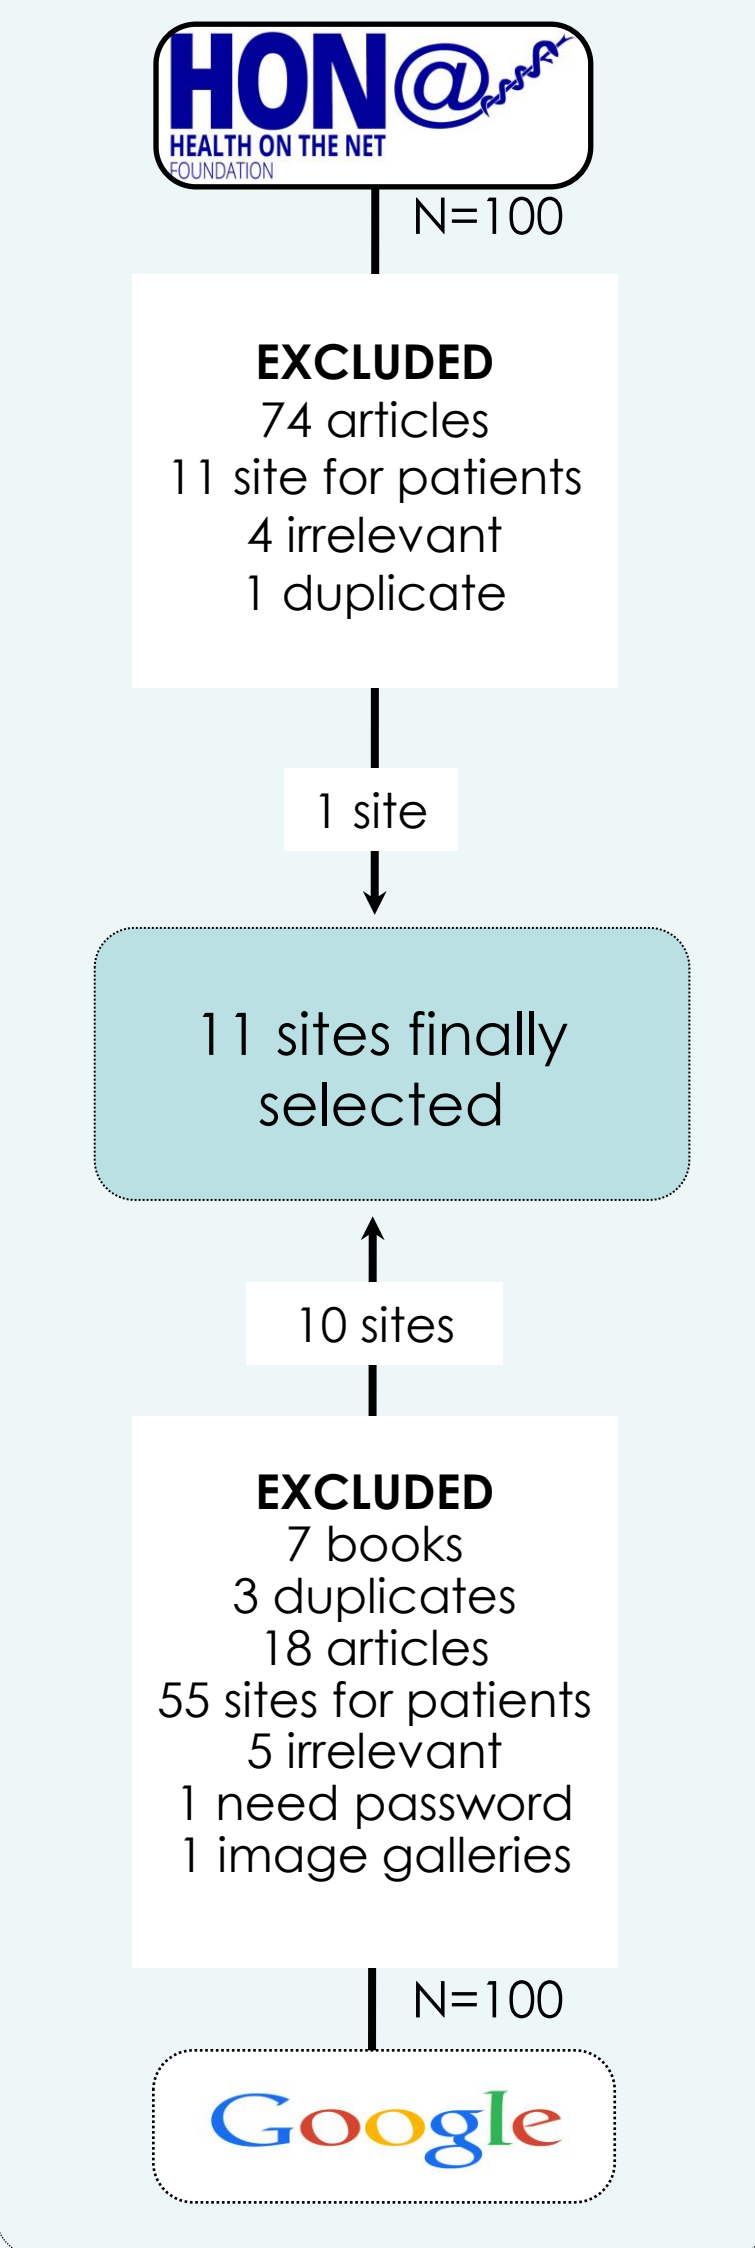 HON@
HEALTH ON THE NET
FOUNDATION
N=100
EXCLUDED
74 articles
11 site for patients
4 irrelevant
1 duplicate
1 site
11 sites finally
selected
10 sites
EXCLUDED
7 books
3 duplicates
18 articles
55 sites for patients
5 irrelevant
1 need password
1 image galleries
N=100
Google